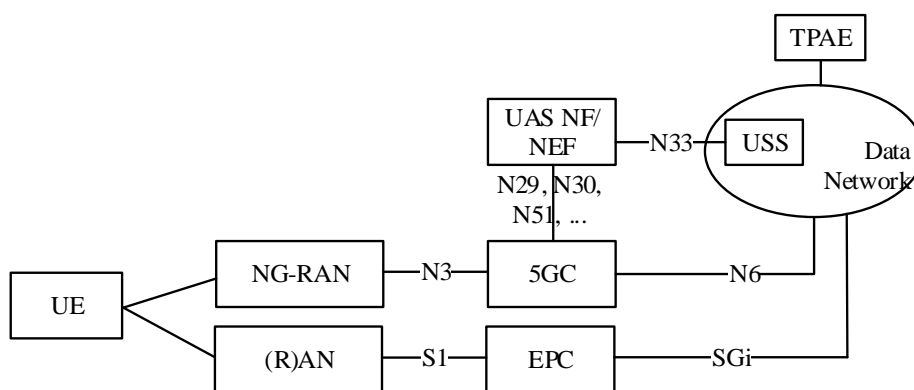 TPAE
UAS NF/
NEF
N33
USS
Data
Network
N29, N30,
N51, ...
NG-RAN
N3
5GC
N6
UE
(R)AN
S1
EPC
SGi